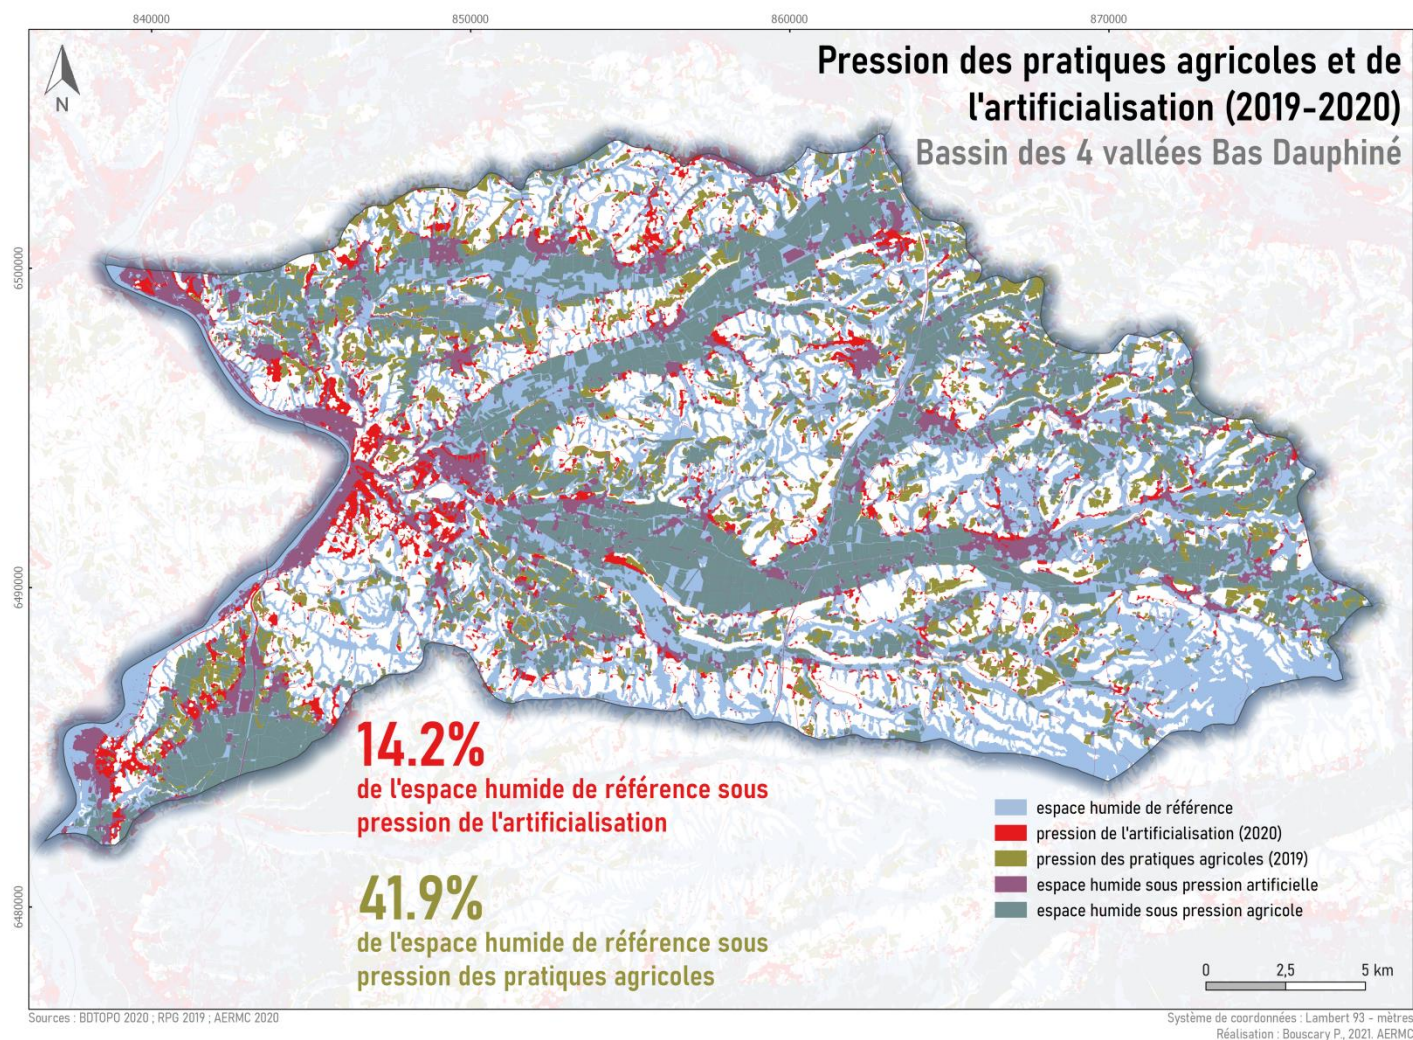 840000
850000
860000
870000
Pression des pratiques agricoles et de
l'artificialisation (2019-2020)
Bassin des 4 vallées Bas Dauphiné
N
6500000
6490000
6480000
14.2%
de l'espace humide de référence sous
pression de l'artificialisation
41.9%
de l'espace humide de référence sous
pression des pratiques agricoles
espace humide de référence
pression de l'artificialisation (2020)
pression des pratiques agricoles (2019)
espace humide sous pression artificielle
espace humide sous pression agricole
0 2,5 5 km
Sources : BDTOPO 2020 ; RPG 2019 ; AERMC 2020
Système de coordonnées : Lambert 93 - mètres
Réalisation : Bouscary P., 2021. AERMC